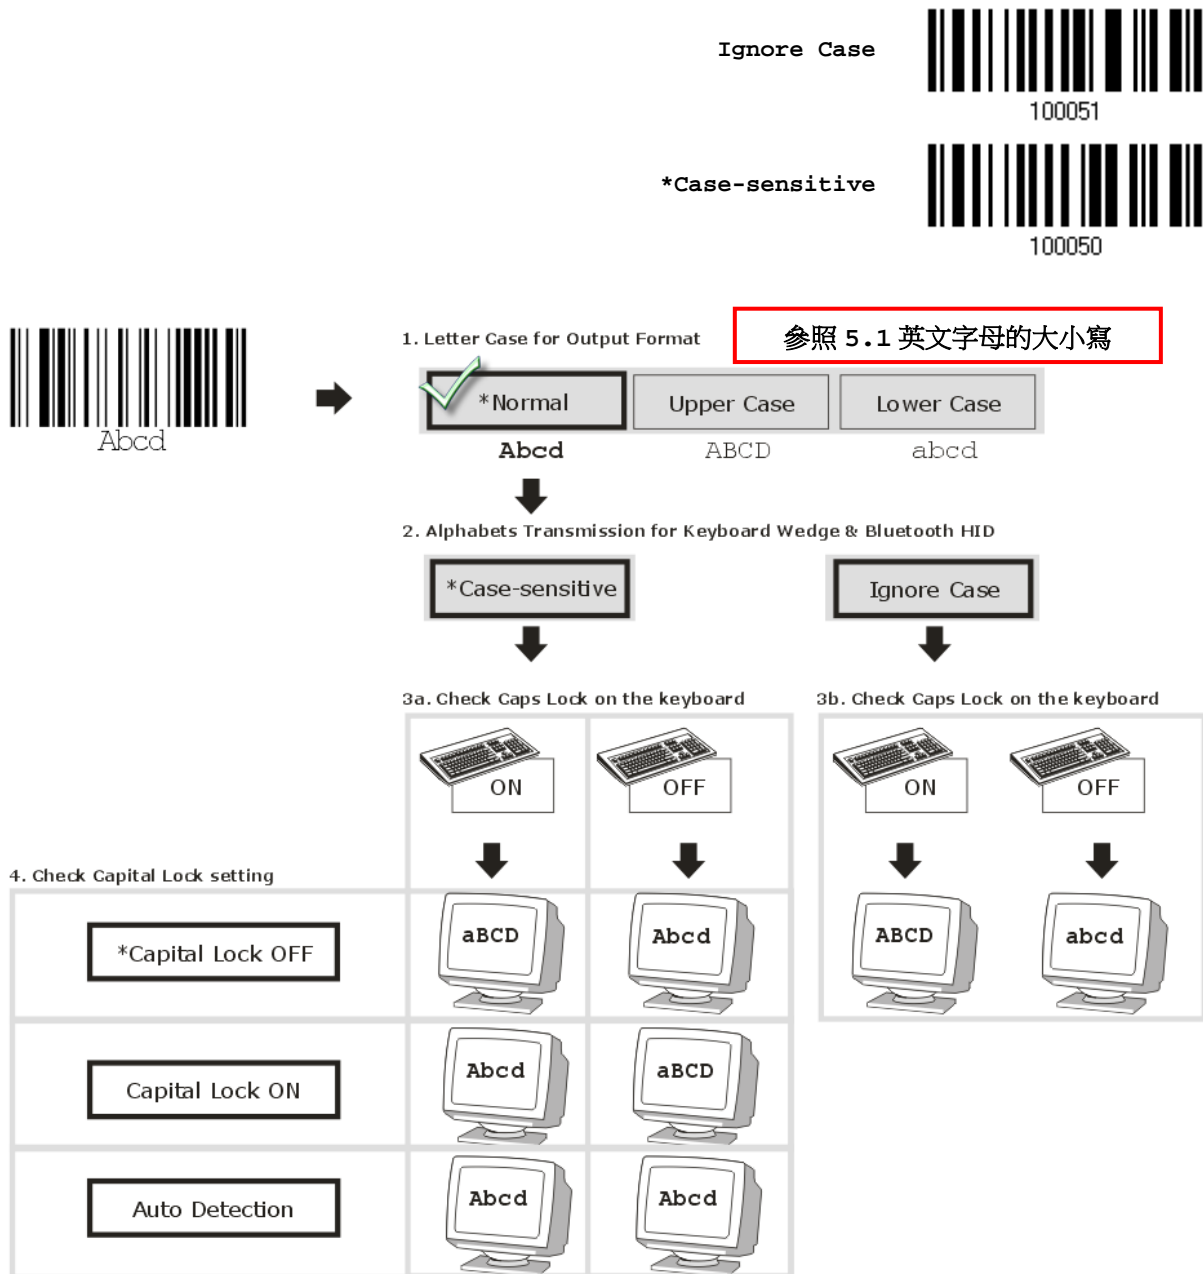 Ignore Case
100051
*Case-sensitive
100050
Abcd
1. Letter Case for Output Format
參照 5.1 英文字母的大小寫
*Normal
Upper Case
Lower Case
Abcd
ABCD
abcd
2. Alphabets Transmission for Keyboard Wedge & Bluetooth HID
*Case-sensitive
Ignore Case
3a. Check Caps Lock on the keyboard
3b. Check Caps Lock on the keyboard
ON
OFF
ON
OFF
4. Check Capital Lock setting
*Capital Lock OFF
aBCD
Abcd
ABCD
abcd
Capital Lock ON
Abcd
aBCD
Auto Detection
Abcd
Abcd